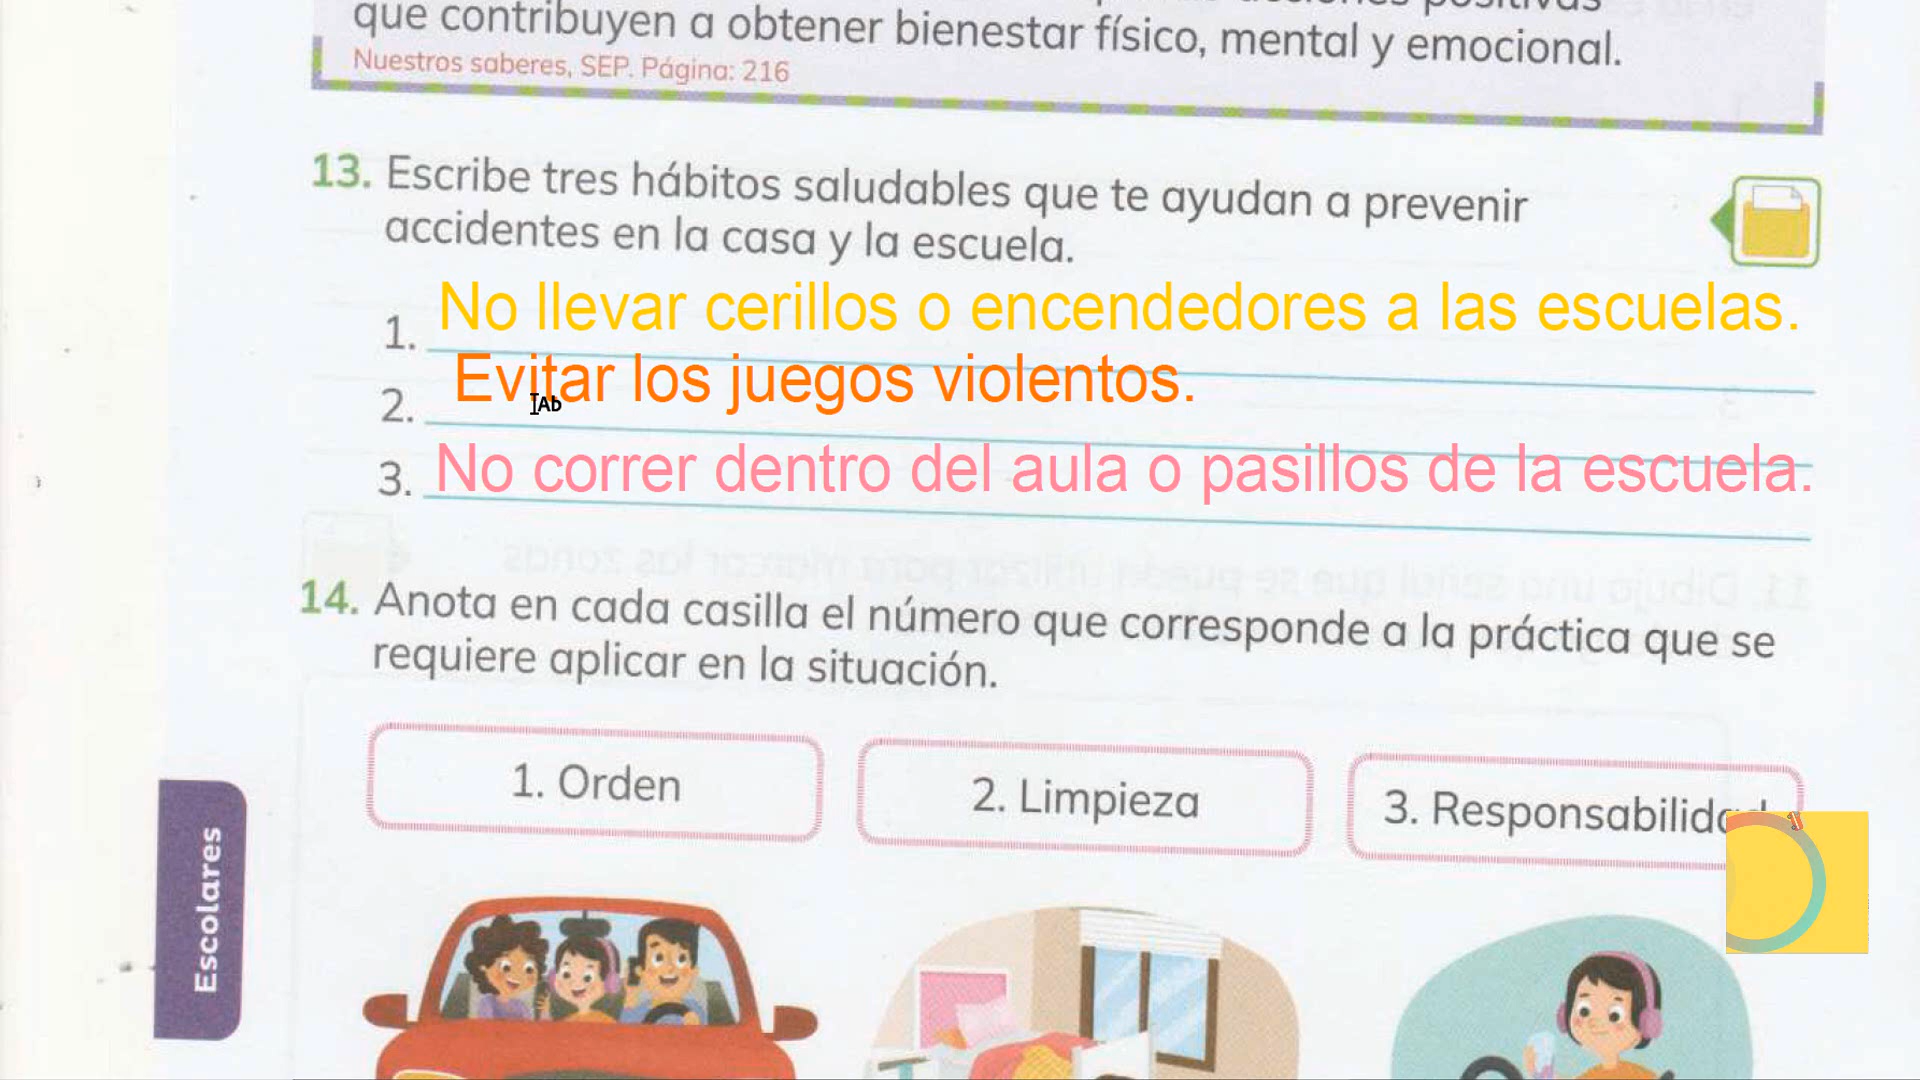 que contribuyen a obtener bienestar físico, mental y emocional.
Nuestros saberes, SEP. Página: 216
13. Escribe tres hábitos saludables que te ayudan a prevenir
accidentes en la casa y la escuela.
1. No llevar cerillos o encendedores a las escuelas.
2. Evitar los juegos violentos.
3. No correr dentro del aula o pasillos de la escuela.
14. Anota en cada casilla el número que corresponde a la práctica que se
requiere aplicar en la situación.
1. Orden
2. Limpieza
3. Responsabilidad
Escolares
Ab